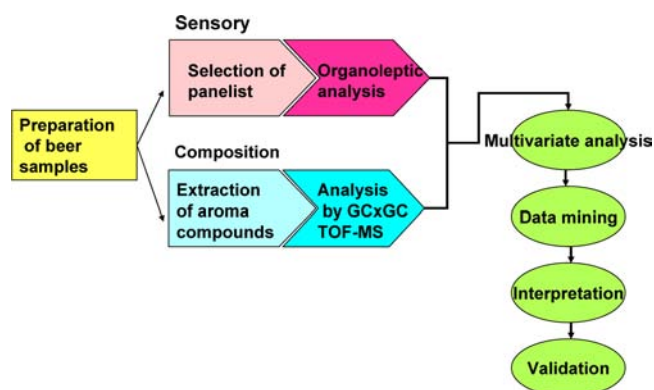 Sensory
Selection of
panelist
Organoleptic
analysis
Preparation
of beer
samples
Composition
Extraction
of aroma
compounds
Analysis
by GCxGC
TOF-MS
Multivariate analysis
Data mining
Interpretation
Validation